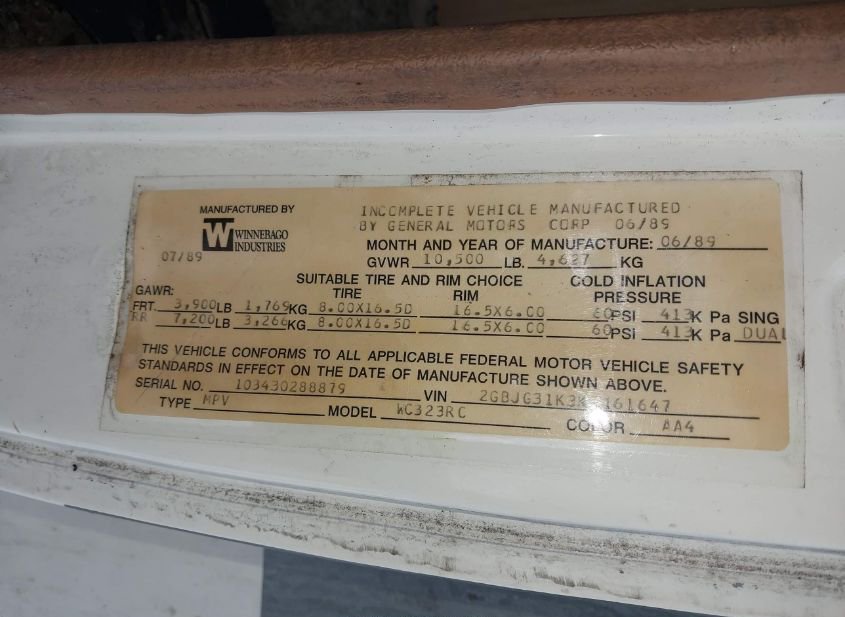 MANUFACTURED BY
W WINNEBAGO INDUSTRIES
07/89
INCOMPLETE VEHICLE MANUFACTURED
BY GENERAL MOTORS CORP 06/89
MONTH AND YEAR OF MANUFACTURE: 06/89
GVWR 10,500 LB. 4,627 KG
SUITABLE TIRE AND RIM CHOICE COLD INFLATION
GAWR: TIRE RIM PRESSURE
FRT. 3,900 LB 1,769 KG 8.00X16.5D 16.5X6.00 60 PSI 413 K Pa SING
RR 7,200 LB 3,266 KG 8.00X16.5D 16.5X6.00 60 PSI 413 K Pa DUAL
THIS VEHICLE CONFORMS TO ALL APPLICABLE FEDERAL MOTOR VEHICLE SAFETY
STANDARDS IN EFFECT ON THE DATE OF MANUFACTURE SHOWN ABOVE.
SERIAL NO. 103430288879 VIN
TYPE MPV MODEL WC323RC COLOR AA4